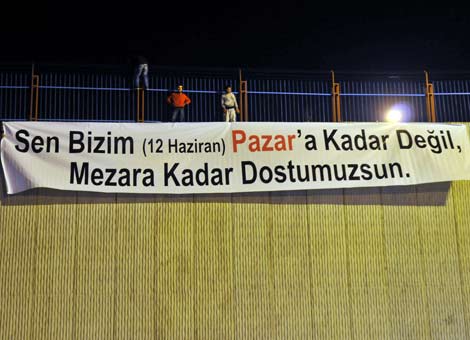 Sen Bizim (12 Haziran) Pazar'a Kadar Değil,
Mezara Kadar Dostumuzsun.